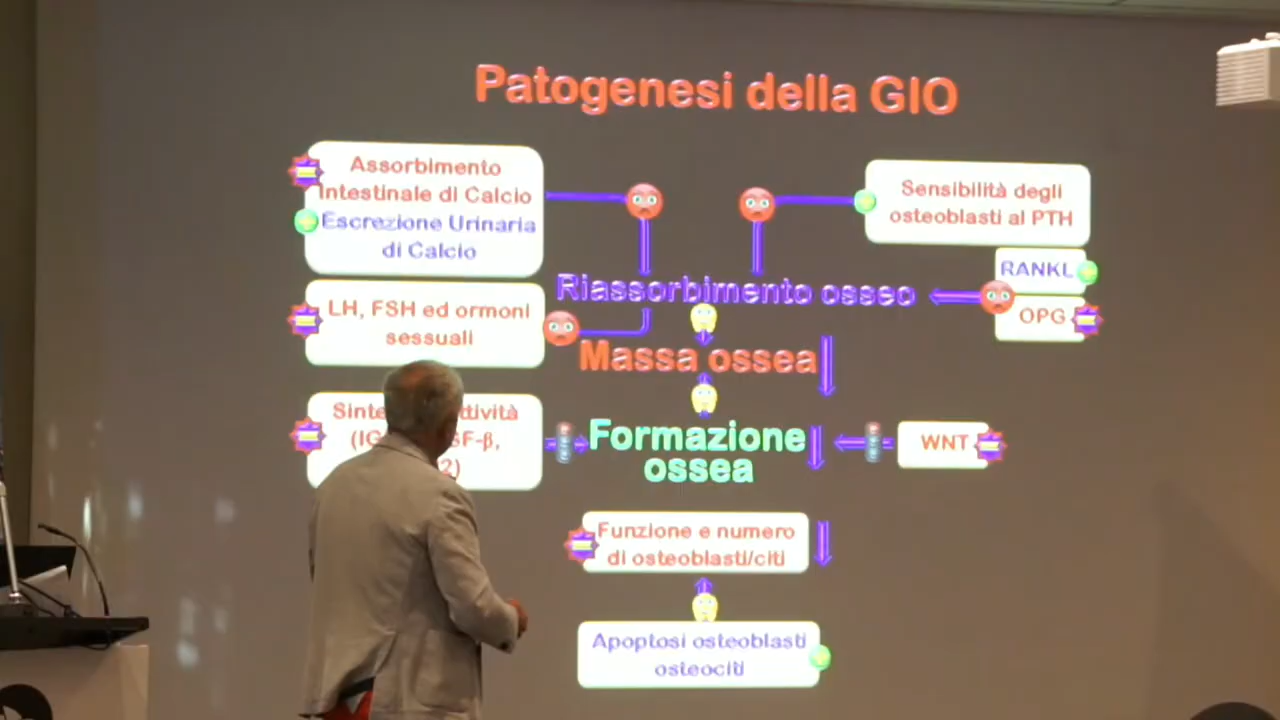 Patogenesi della GIO
Assorbimento
Intestinale di Calcio
Escrezione Urinaria
di Calcio
Sensibilità degli
osteoblasti al PTH
RANKL
OPG
Riassorbimento osseo
LH, FSH ed ormoni
sessuali
Massa ossea
Formazione
ossea
WNT
Funzione e numero
di osteoblasti/citi
Apoptosi osteoblasti
osteociti